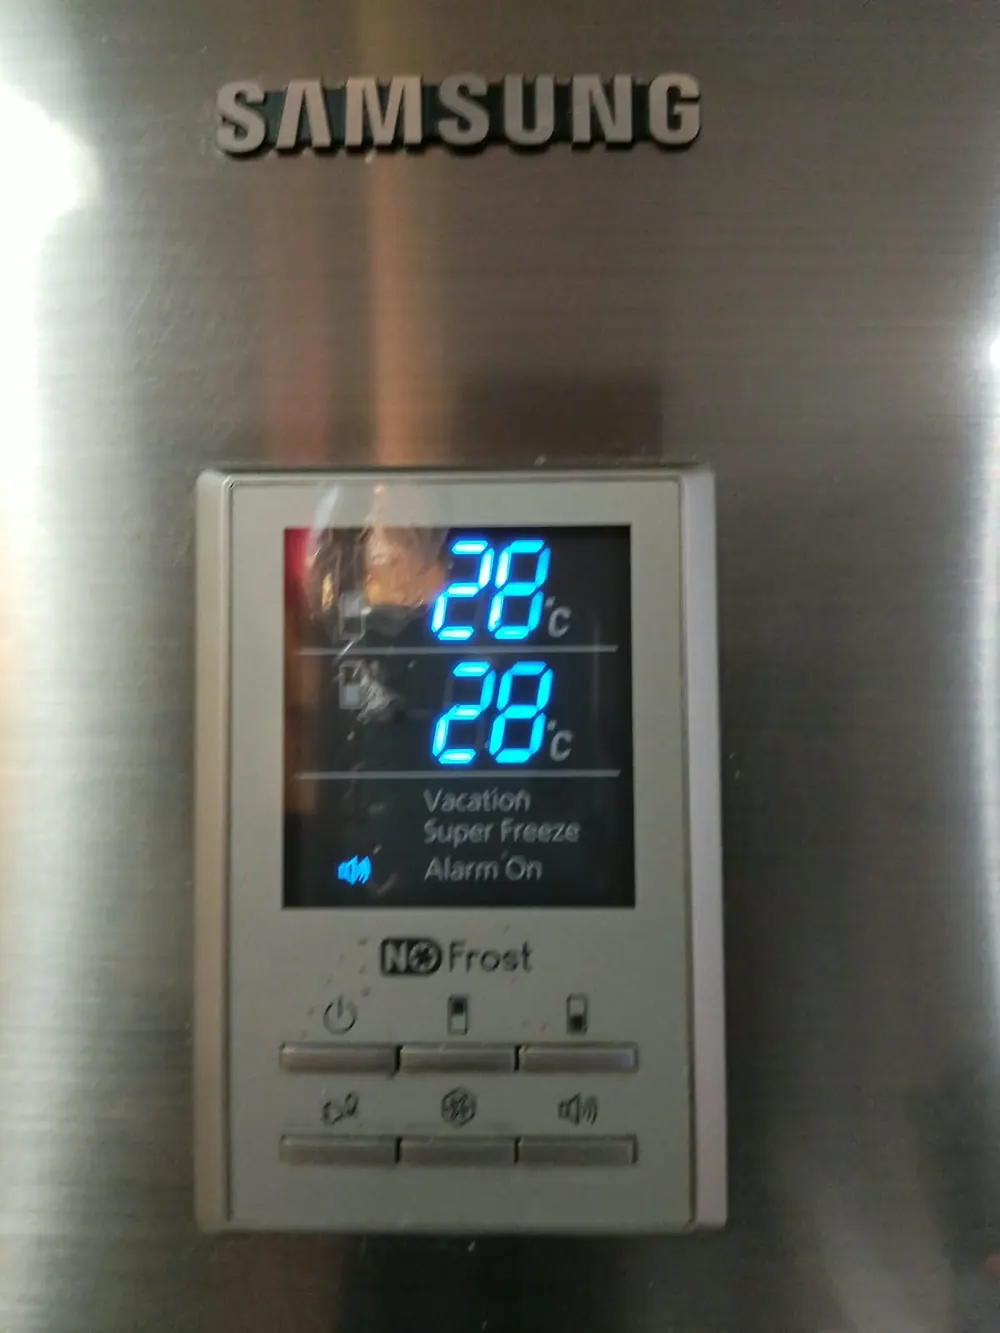 SAMSUNG
28 °C
28 °C
Vacation
Super Freeze
Alarm On
NO Frost